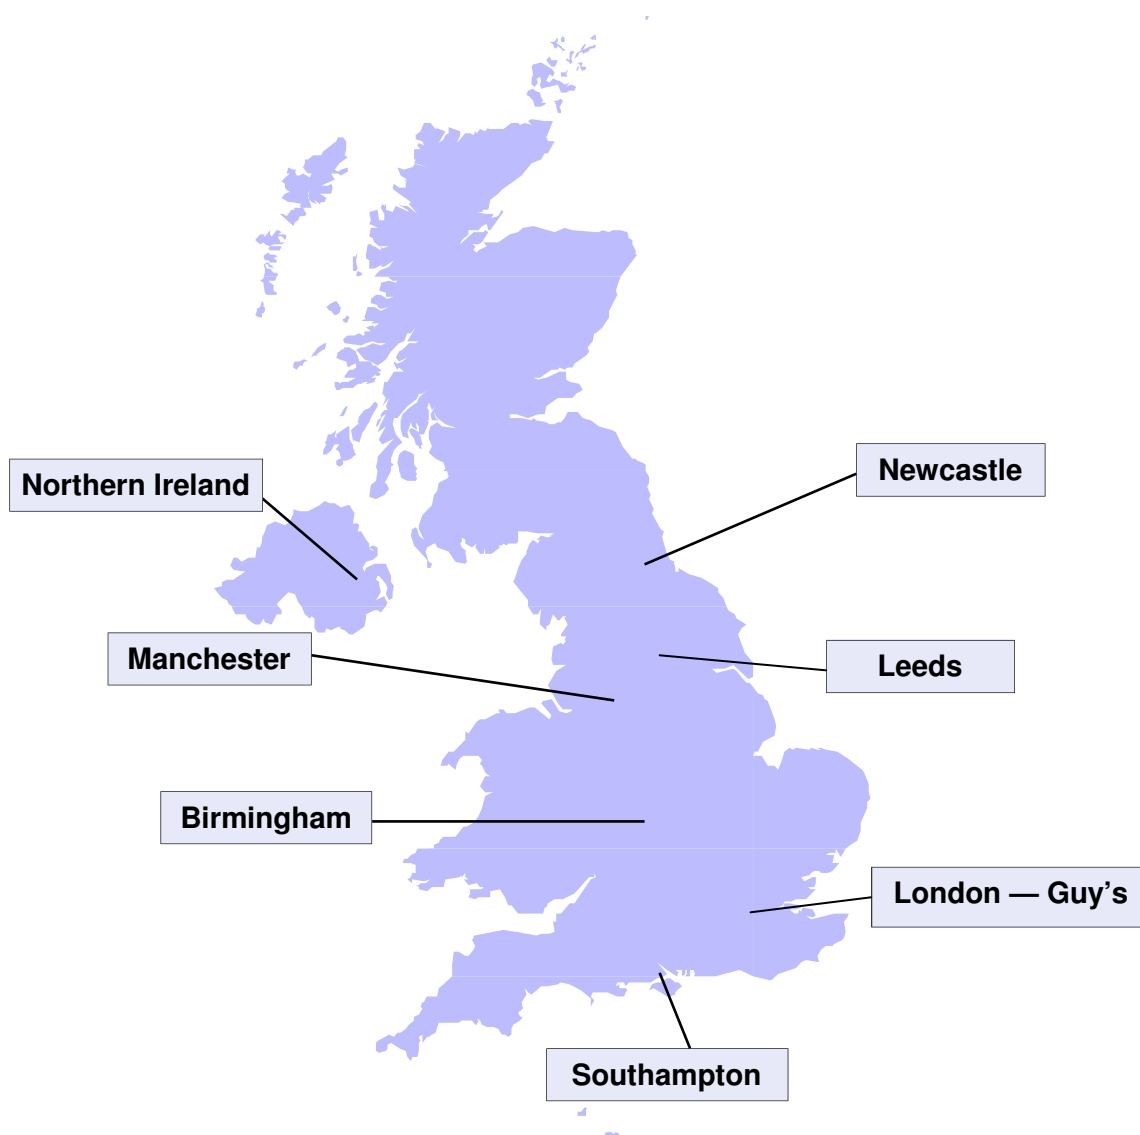 Newcastle
Northern Ireland
Manchester
Leeds
Birmingham
London — Guy’s
Southampton